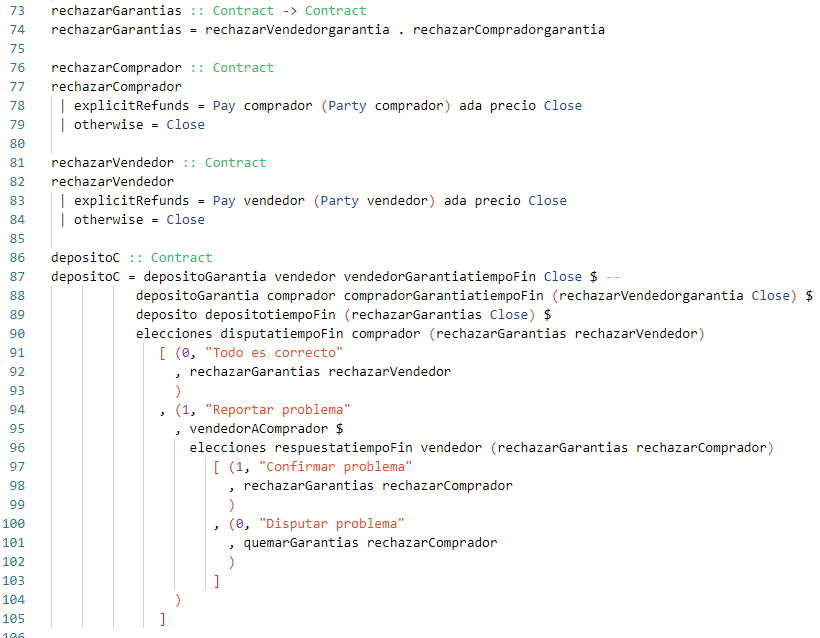 73 rechazarGarantias :: Contract -> Contract
74 rechazarGarantias = rechazarVendedorgarantia . rechazarCompradorgarantia
75
76 rechazarComprador :: Contract
77 rechazarComprador
78 | explicitRefunds = Pay comprador (Party comprador) ada precio Close
79 | otherwise = Close
80
81 rechazarVendedor :: Contract
82 rechazarVendedor
83 | explicitRefunds = Pay vendedor (Party vendedor) ada precio Close
84 | otherwise = Close
85
86 depositoC :: Contract
87 depositoC = depositoGarantia vendedor vendedorGarantiatiempoFin Close $ --
88 depositoGarantia comprador compradorGarantiatiempoFin (rechazarVendedorgarantia Close) $
89 deposito depositotiempoFin (rechazarGarantias Close) $
90 elecciones disputatiempoFin comprador (rechazarGarantias rechazarVendedor)
91 [ (0, "Todo es correcto"
92 , rechazarGarantias rechazarVendedor
93 )
94 , (1, "Reportar problema"
95 , vendedorAComprador $
96 elecciones respuestatiempoFin vendedor (rechazarGarantias rechazarComprador)
97 [ (1, "Confirmar problema"
98 , rechazarGarantias rechazarComprador
99 )
100 , (0, "Disputar problema"
101 , quemarGarantias rechazarComprador
102 )
103 ]
104 )
105 ]
106